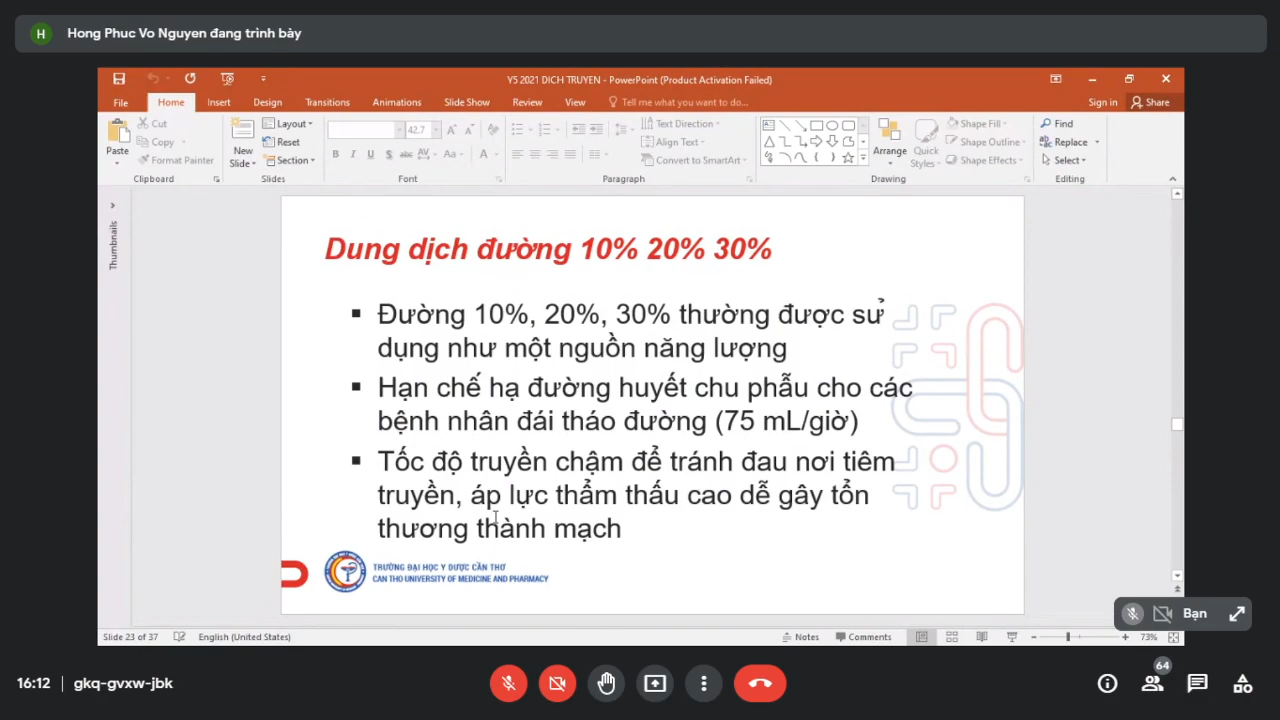 H Hong Phuc Vo Nguyen đang trình bày
Y5 2021 DICH TRUYEN - PowerPoint (Product Activation Failed)
File Home Insert Design Transitions Animations Slide Show Review View Tell me what you want to do... Sign in Share
Paste
Cut
Copy
Format Painter
Clipboard
New Slide
Layout
Reset
Section
Slides
42.7
B I U S abc AV Aa A
Font
Text Direction
Align Text
Convert to SmartArt
Paragraph
Arrange
Quick Styles
Shape Fill
Shape Outline
Shape Effects
Drawing
Find
Replace
Select
Editing
Thumbnails
Dung dịch đường 10% 20% 30%
Đường 10%, 20%, 30% thường được sử
dụng như một nguồn năng lượng
Hạn chế hạ đường huyết chu phẫu cho các
bệnh nhân đái tháo đường (75 mL/giờ)
Tốc độ truyền chậm để tránh đau nơi tiêm
truyền, áp lực thẩm thấu cao dễ gây tổn
thương thành mạch
TRƯỜNG ĐẠI HỌC Y DƯỢC CẦN THƠ
CAN THO UNIVERSITY OF MEDICINE AND PHARMACY
Bạn
Slide 23 of 37 English (United States) Notes Comments 73%
16:12 | gkq-gvxw-jbk
64